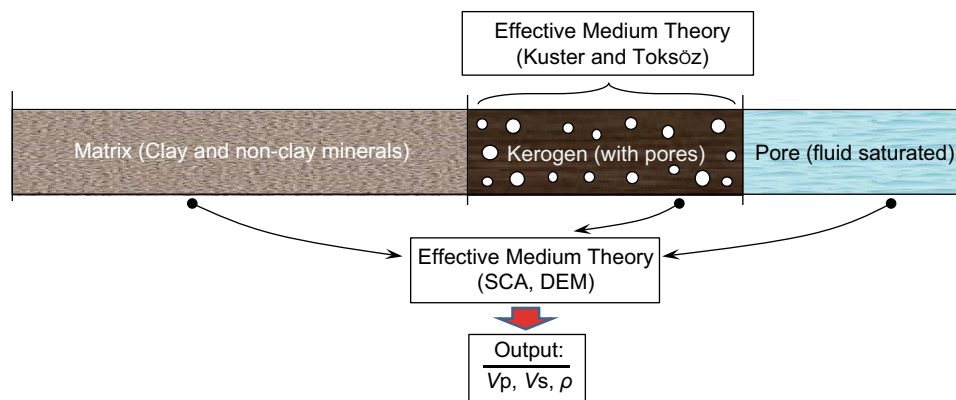 Effective Medium Theory
(Kuster and Toksöz)
Matrix (Clay and non-clay minerals)
Kerogen (with pores)
Pore (fluid saturated)
Effective Medium Theory
(SCA, DEM)
Output:
Vp, Vs, ρ